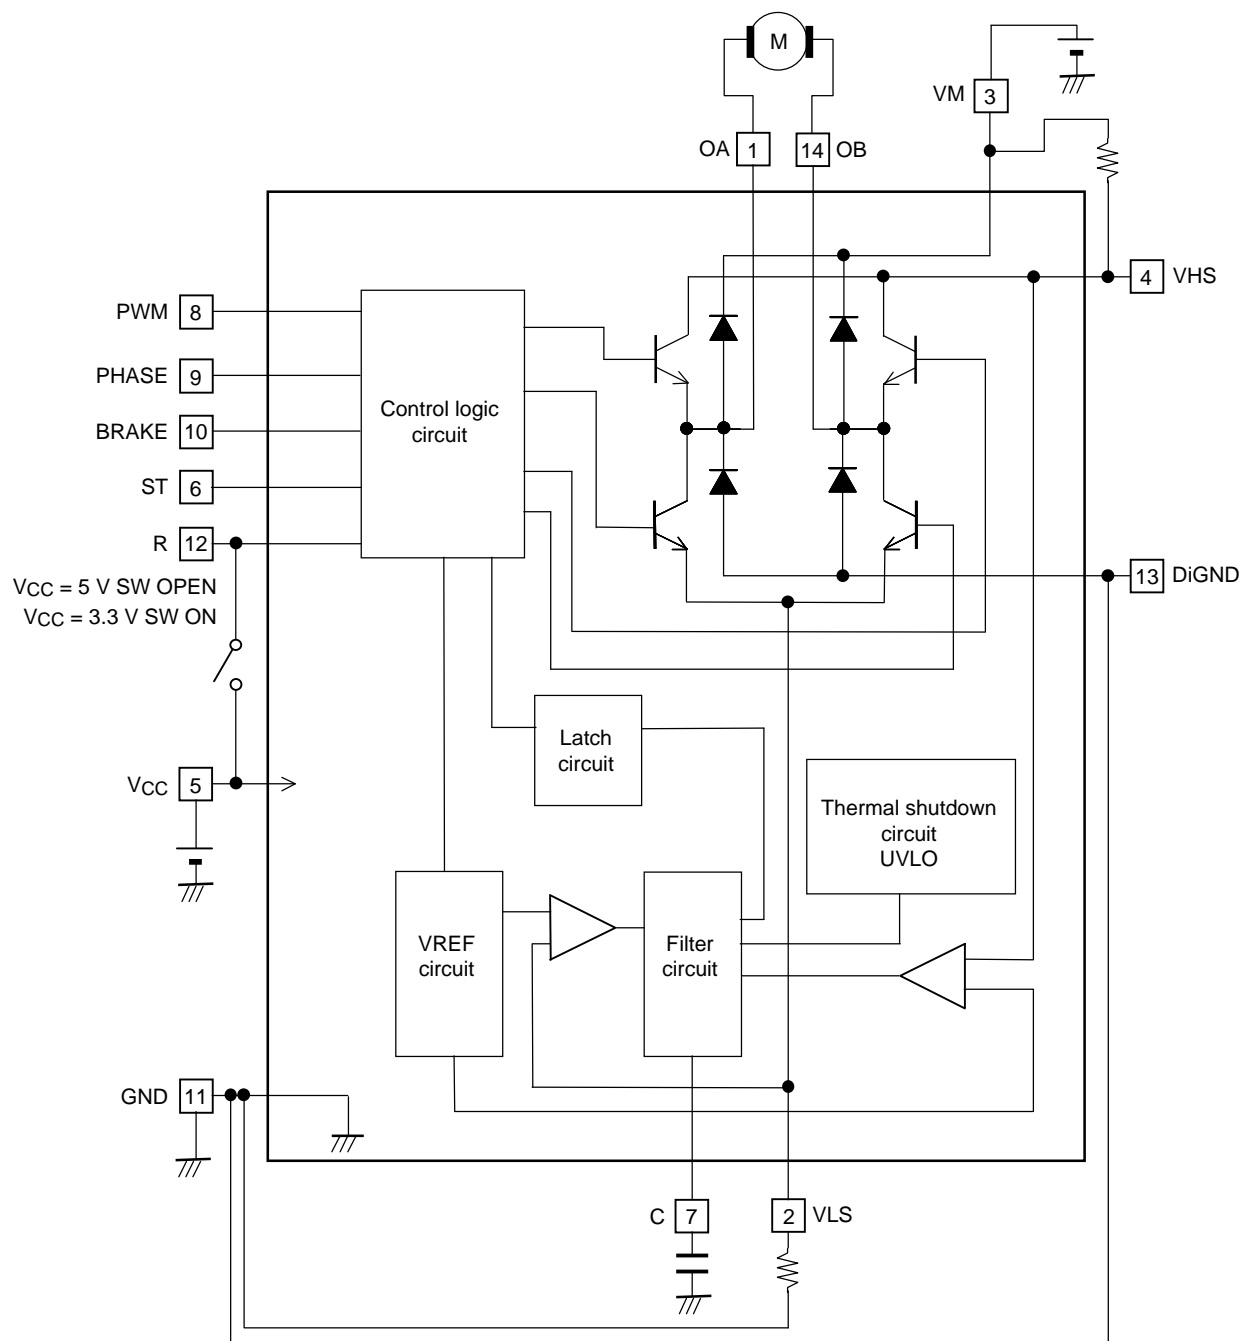 M
VM 3
OA 1 14 OB
4 VHS
PWM 8
PHASE 9
BRAKE 10
ST 6
R 12
Control logic
circuit
VCC = 5 V SW OPEN
VCC = 3.3 V SW ON
13 DiGND
Latch
circuit
VCC 5
Thermal shutdown
circuit
UVLO
VREF
circuit
Filter
circuit
GND 11
C 7
2 VLS